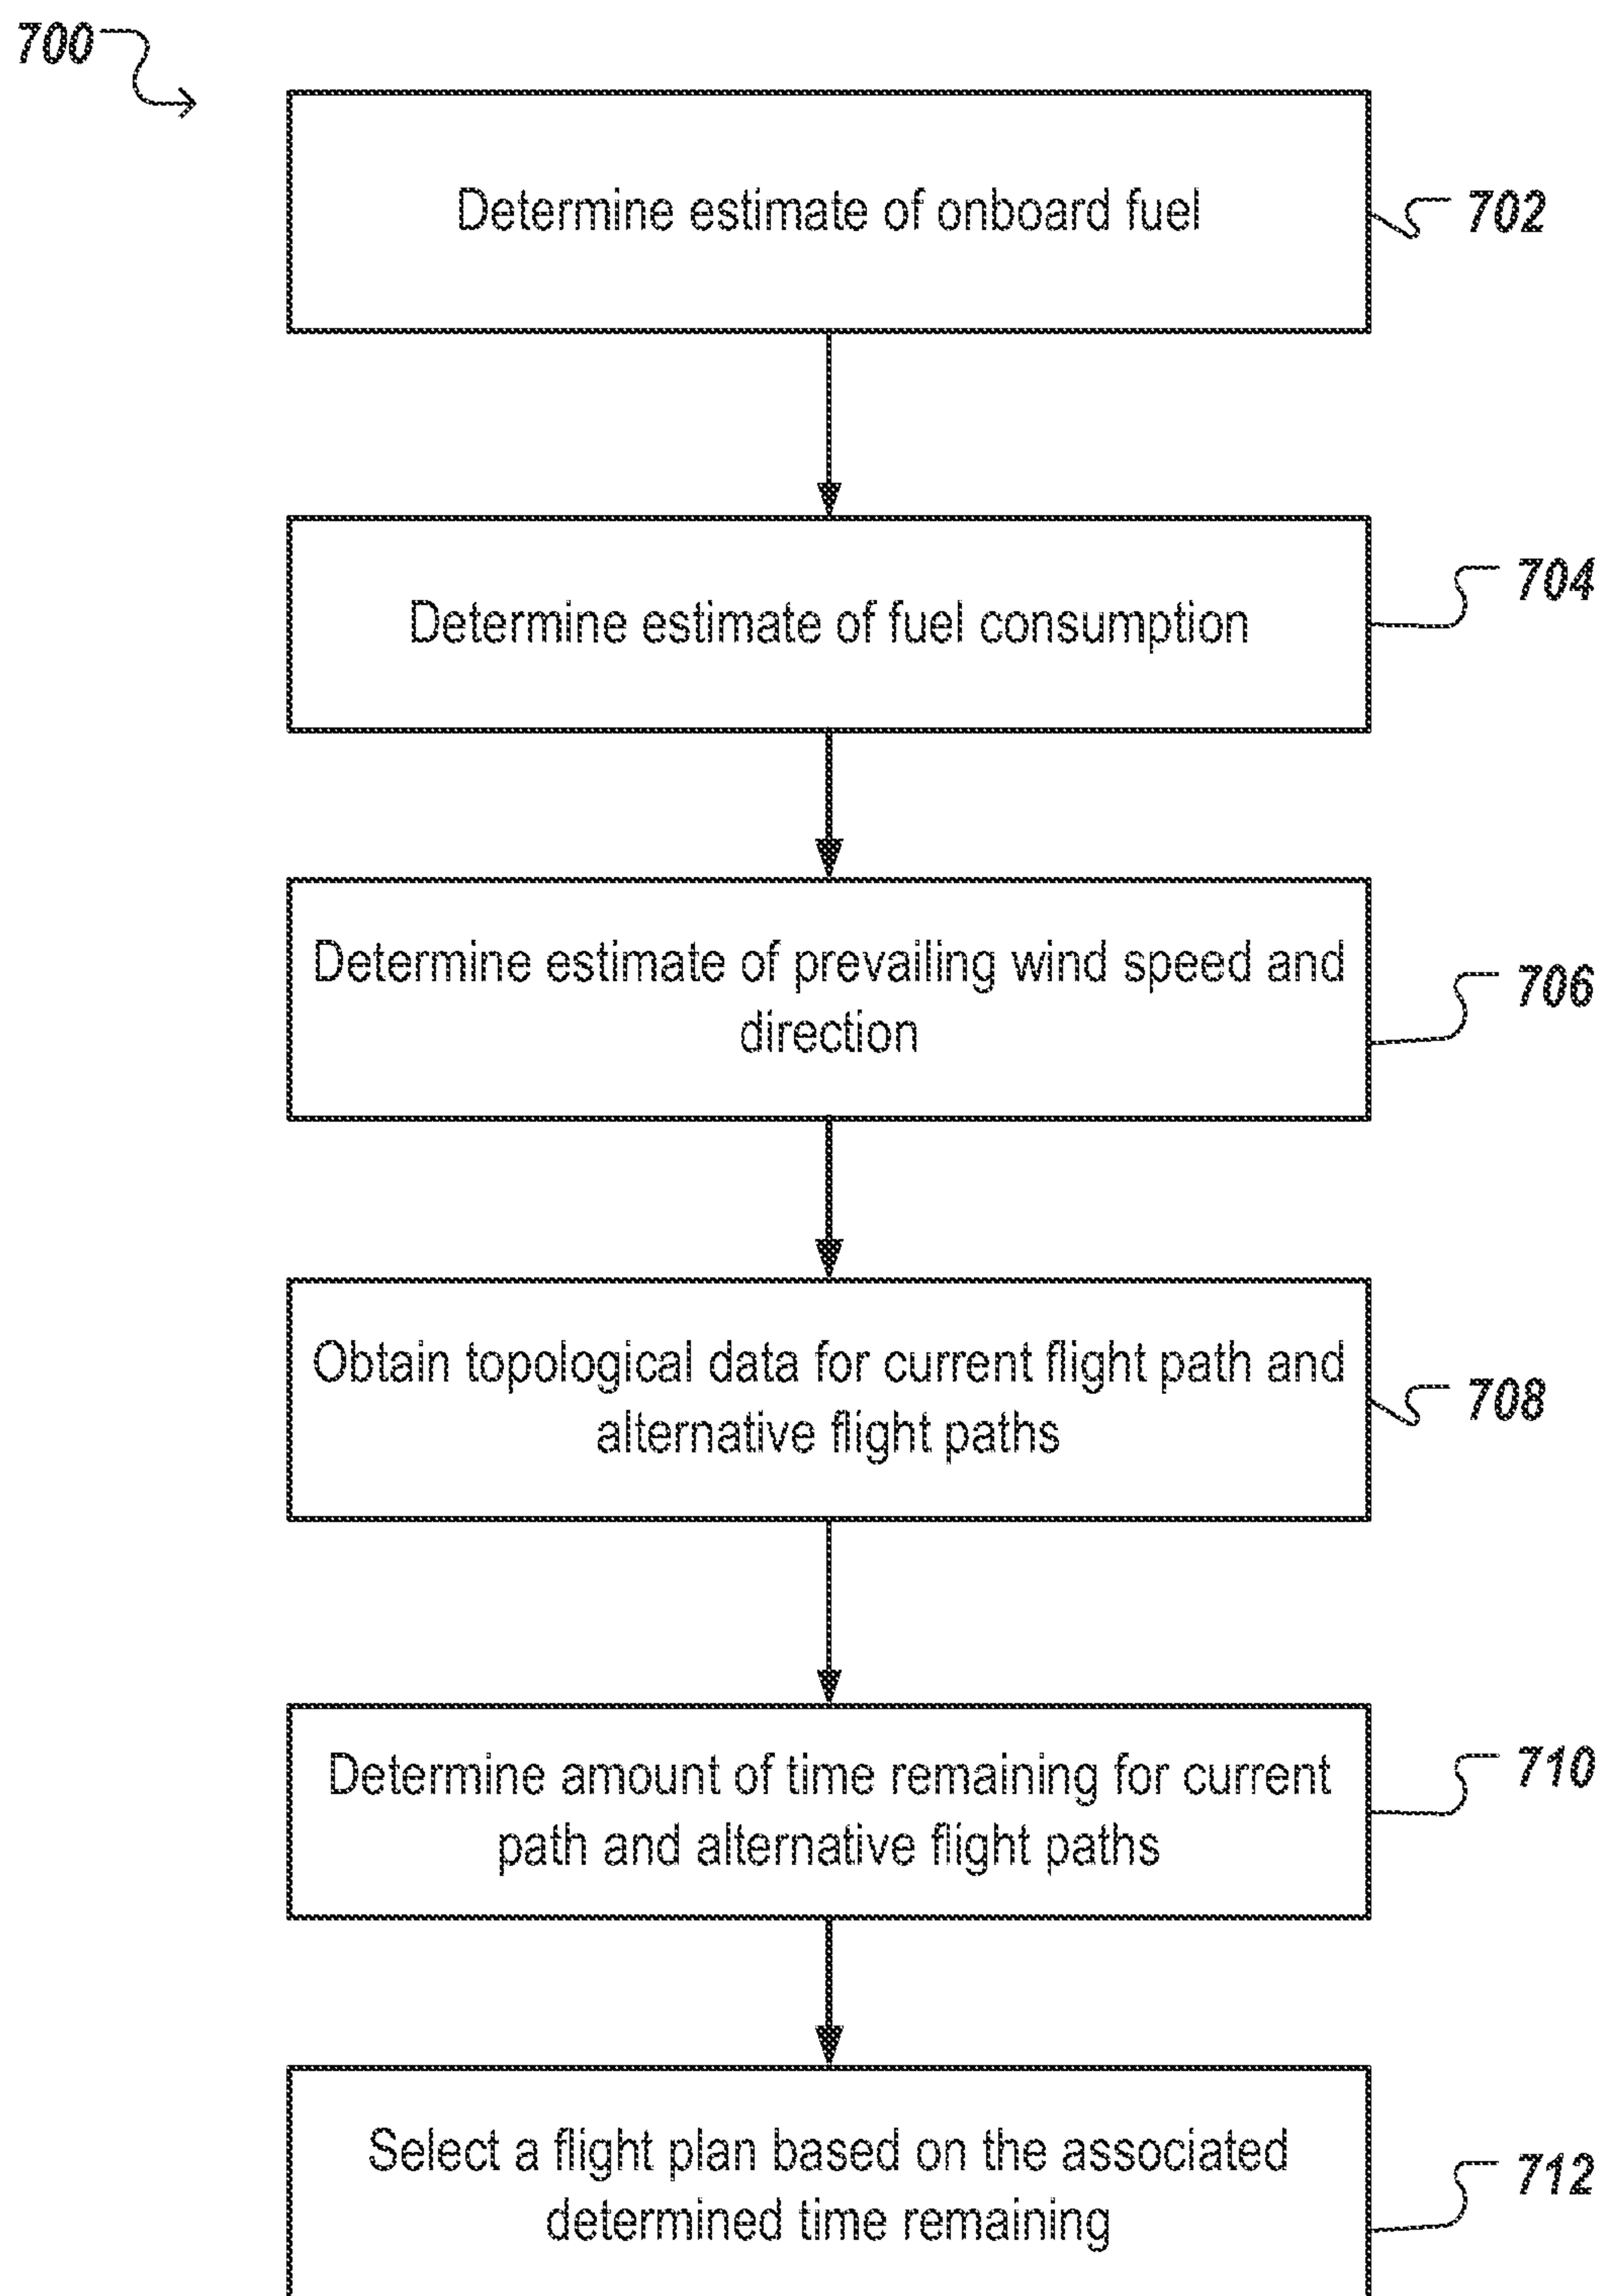 700
Determine estimate of onboard fuel
702
Determine estimate of fuel consumption
704
Determine estimate of prevailing wind speed and
direction
706
Obtain topological data for current flight path and
alternative flight paths
708
Determine amount of time remaining for current
path and alternative flight paths
710
Select a flight plan based on the associated
determined time remaining
712